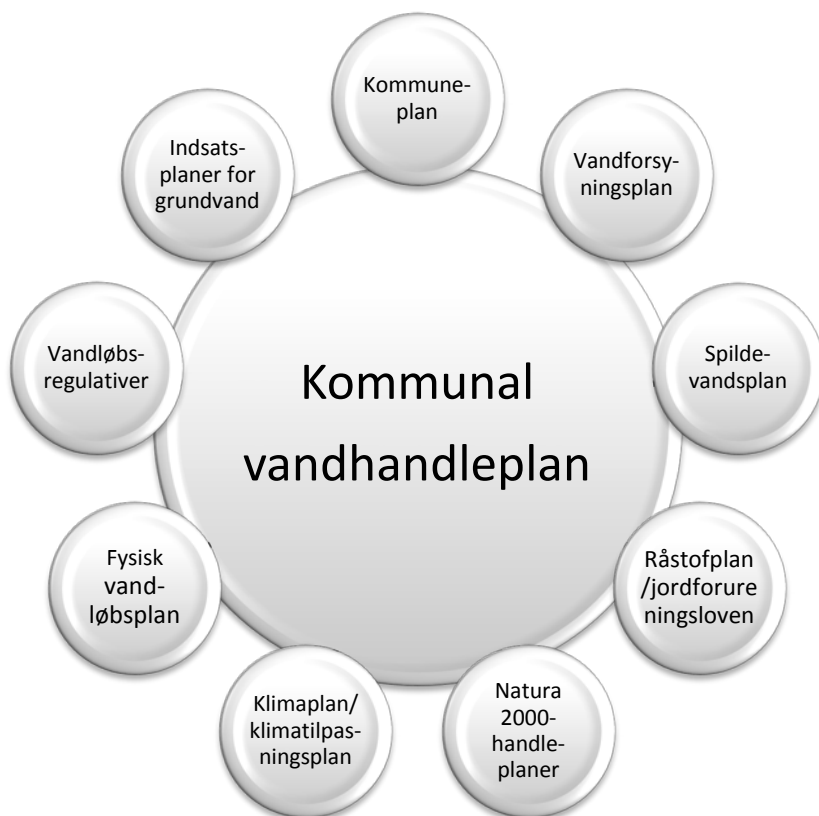 Kommune-
plan
Indsats-
planer for
grundvand
Vandforsy-
ningsplan
Vandløbs-
regulativer
Spilde-
vandsplan
Kommunal
vandhandleplan
Fysisk
vand-
løbsplan
Råstofplan
/jordforure
ningsloven
Klimaplan/
klimatilpas-
ningsplan
Natura
2000-
handle-
planer